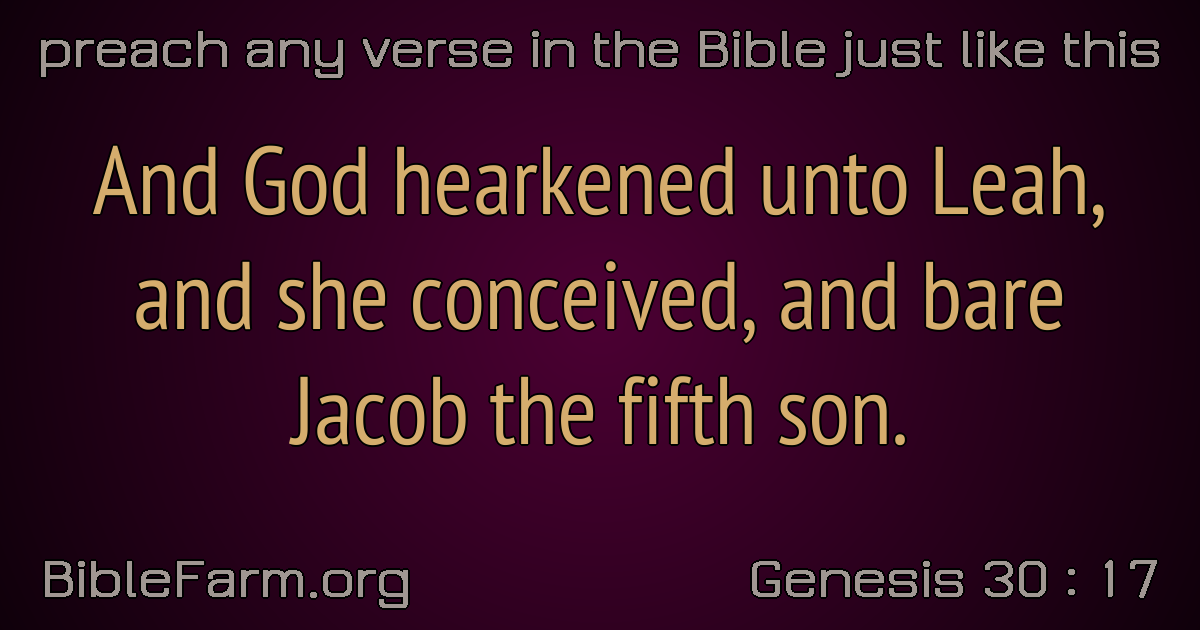 preach any verse in the Bible just like this
And God hearkened unto Leah,
and she conceived, and bare
Jacob the fifth son.
BibleFarm.org
Genesis 30 : 17